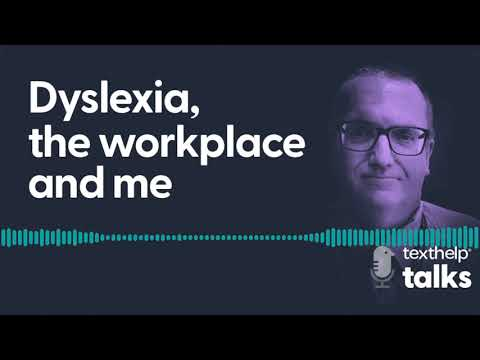 Dyslexia,
the workplace
and me
texthelp
talks